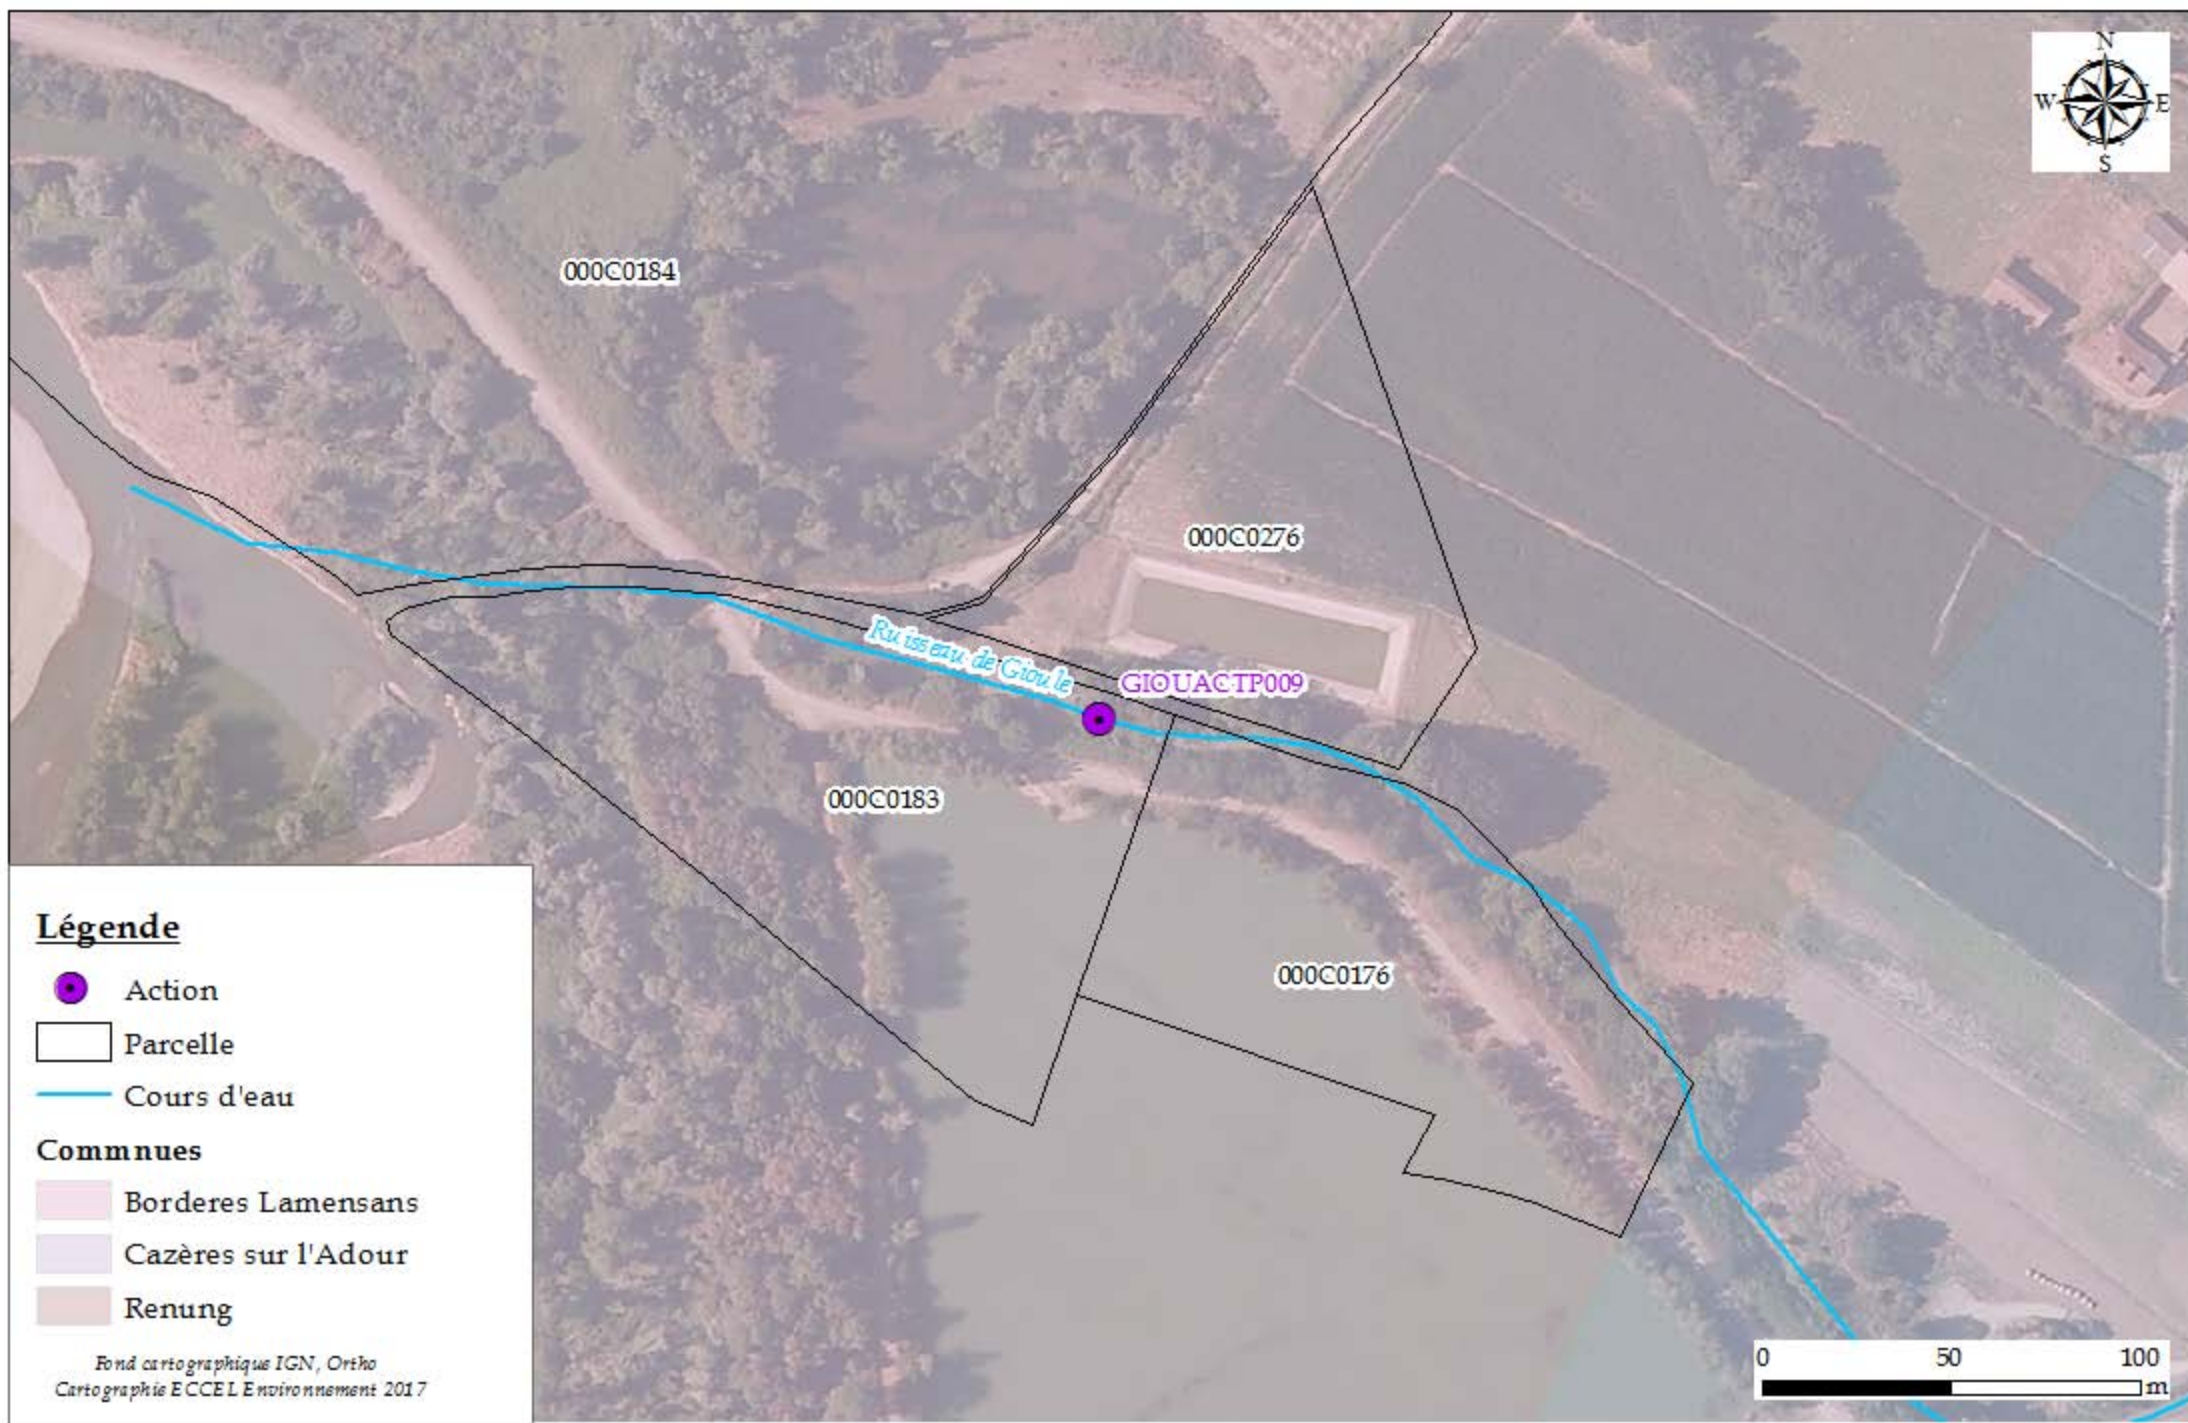 N
W E
S
000C0184
000C0276
Ruisseau de Gioule
GIOUACTP009
000C0183
000C0176
Légende
Action
Parcelle
Cours d'eau
Commnues
Borderes Lamensans
Cazères sur l'Adour
Renung
Fond cartographique IGN, Ortho
Cartographie ECCEL Environnement 2017
0 50 100
m